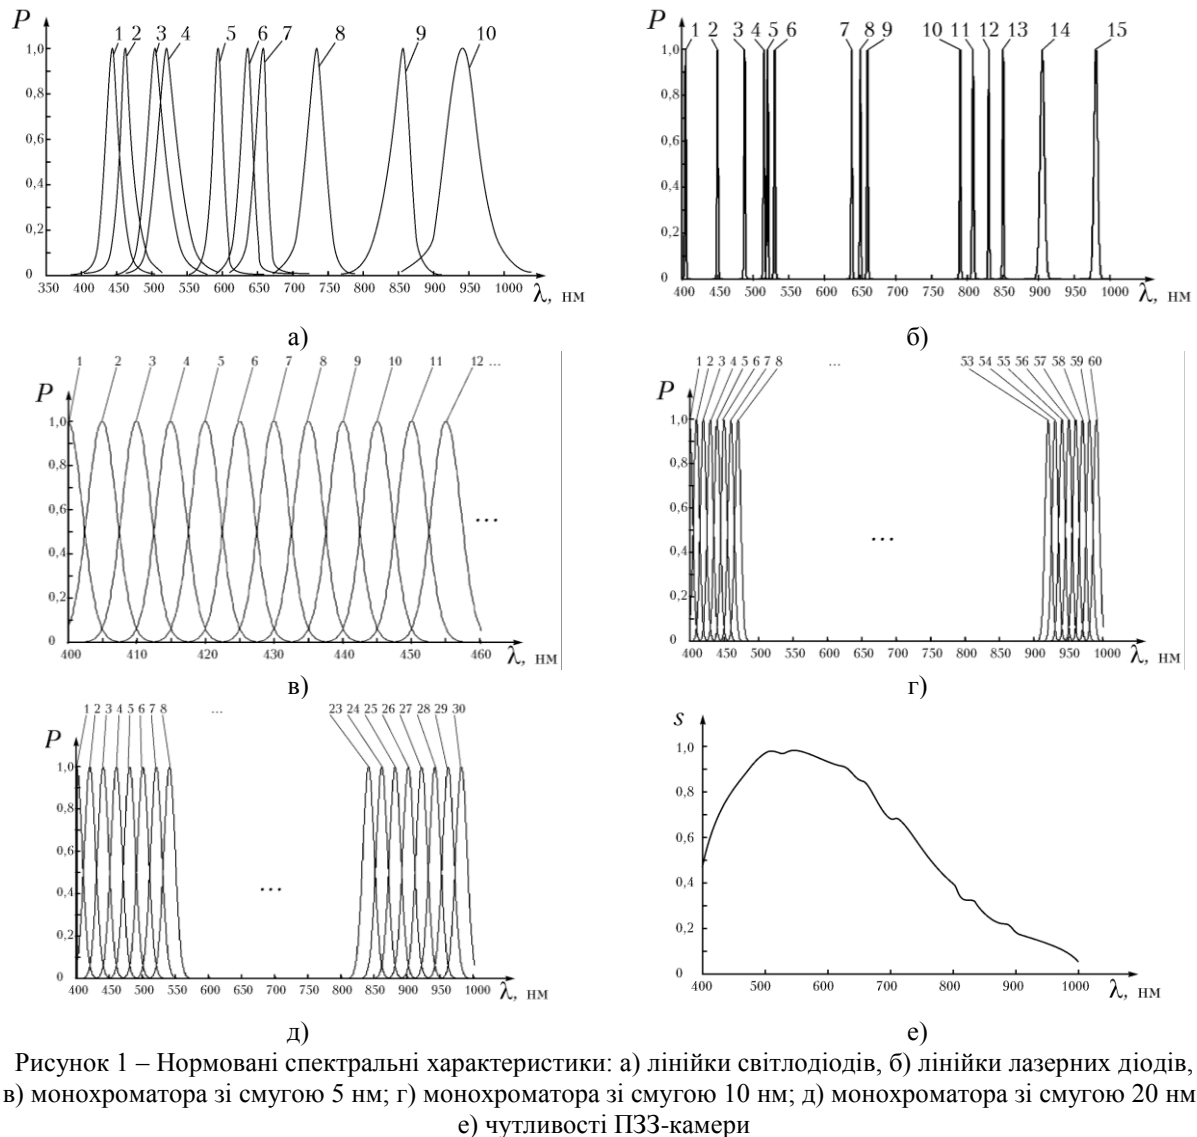 P 1 2 3 4 5 6 7 8 9 10
1,0
0,8
0,6
0,4
0,2
0
350 400 450 500 550 600 650 700 750 800 850 900 950 1000
λ, нм
а)
P 1 2 3 4 5 6 7 8 9 10 11 12 13 14 15
1,0
0,8
0,6
0,4
0,2
0
400 450 500 550 600 650 700 750 800 850 900 950 1000
λ, нм
б)
1 2 3 4 5 6 7 8 9 10 11 12 ...
P
1,0
0,8
0,6
0,4
0,2
0
...
400 410 420 430 440 450 460
λ, нм
в)
1 2 3 4 5 6 7 8 ... 53 54 55 56 57 58 59 60
P
1,0
0,8
0,6
0,4
0,2
0
...
400 450 500 550 600 650 700 750 800 850 900 950 1000
λ, нм
г)
1 2 3 4 5 6 7 8 ... 23 24 25 26 27 28 29 30
P
1,0
0,8
0,6
0,4
0,2
0
...
400 450 500 550 600 650 700 750 800 850 900 950 1000
λ, нм
д)
s
1,0
0,8
0,6
0,4
0,2
0
400 500 600 700 800 900 1000
λ, нм
е)
Рисунок 1 – Нормовані спектральні характеристики: а) лінійки світлодіодів, б) лінійки лазерних діодів,
в) монохроматора зі смугою 5 нм; г) монохроматора зі смугою 10 нм; д) монохроматора зі смугою 20 нм
е) чутливості ПЗЗ-камери